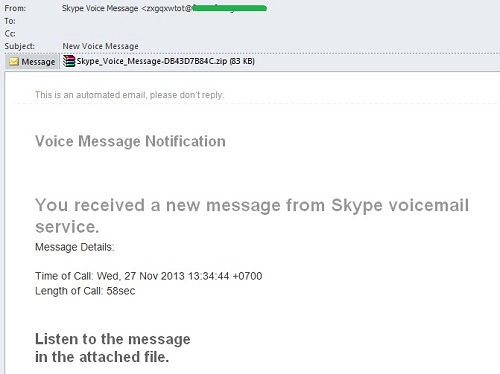 From: Skype Voice Message <zxgqxwtot@
To:
Cc:
Subject: New Voice Message
Message Skype_Voice_Message-DB43D7B84C.zip (83 KB)
This is an automated email, please don't reply.
Voice Message Notification
You received a new message from Skype voicemail
service.
Message Details:
Time of Call: Wed, 27 Nov 2013 13:34:44 +0700
Length of Call: 58sec
Listen to the message
in the attached file.